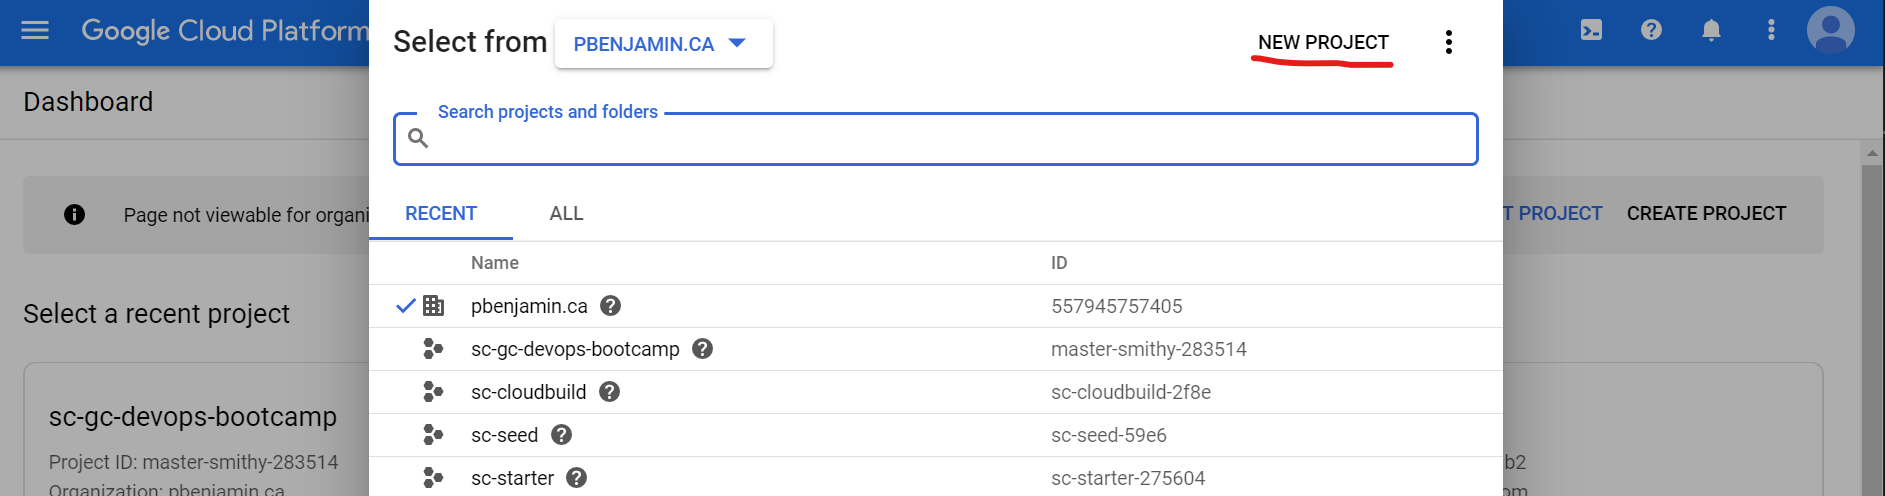 Google Cloud Platform
Select from PBENJAMIN.CA NEW PROJECT
Dashboard
Search projects and folders
Page not viewable for organi
T PROJECT CREATE PROJECT
RECENT ALL
Name ID
pbenjamin.ca 557945757405
sc-gc-devops-bootcamp master-smithy-283514
sc-cloudbuild sc-cloudbuild-2f8e
sc-seed sc-seed-59e6
sc-starter sc-starter-275604
Select a recent project
sc-gc-devops-bootcamp
Project ID: master-smithy-283514
Organization: pbenjamin.ca
b2
om